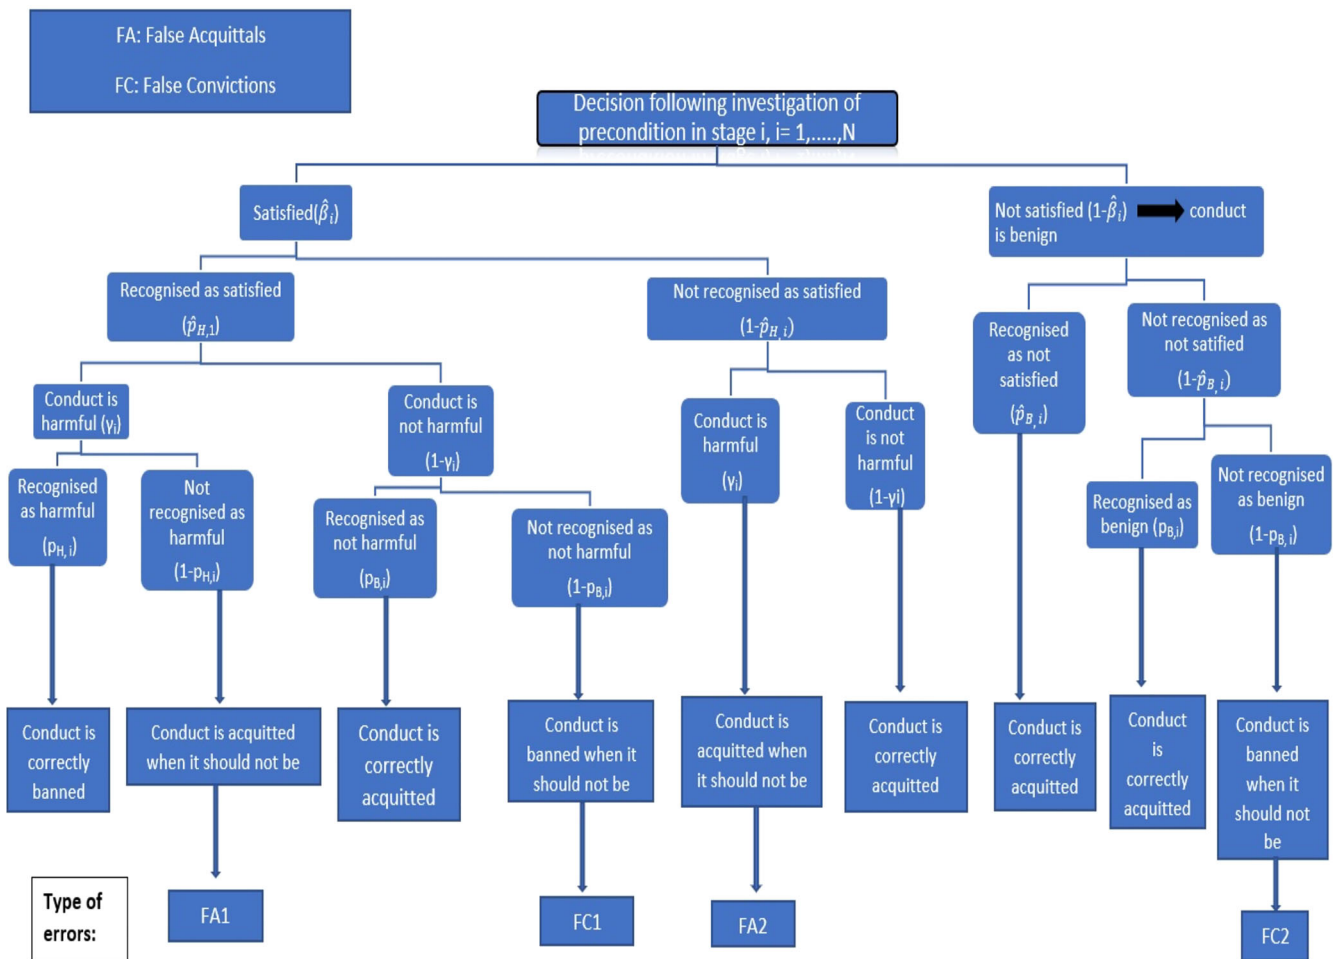 FA: False Acquittals
FC: False Convictions
Decision following investigation of
precondition in stage i, i= 1,.....,N
Satisfied(β̂ᵢ)
Not satisfied (1-β̂ᵢ) ➡ conduct
is benign
Recognised as satisfied
(p̂_{H,1})
Not recognised as satisfied
(1-p̂_{H, i})
Recognised
as not
satisfied
(p̂_{B, i})
Not recognised as
not satified
(1-p̂_{B, i})
Conduct is
harmful (γᵢ)
Conduct is
not harmful
(1-γᵢ)
Conduct is
harmful
(γᵢ)
Conduct
is not
harmful
(1-γi)
Recognised
as harmful
(p_{H, i})
Not
recognised as
harmful
(1-p_{H,i})
Recognised as
not harmful
(p_{B,i})
Not recognised as
not harmful
(1-p_{B,i})
Recognised as
benign (p_{B,i})
Not recognised
as benign
(1-p_{B, i})
Conduct is
correctly
banned
Conduct is acquitted
when it should not be
Conduct is
correctly
acquitted
Conduct is
banned when it
should not be
Conduct is
acquitted when
it should not be
Conduct is
correctly
acquitted
Conduct is
correctly
acquitted
Conduct
is
correctly
acquitted
Conduct is
banned
when it
should not
be
Type of
errors:
FA1
FC1
FA2
FC2